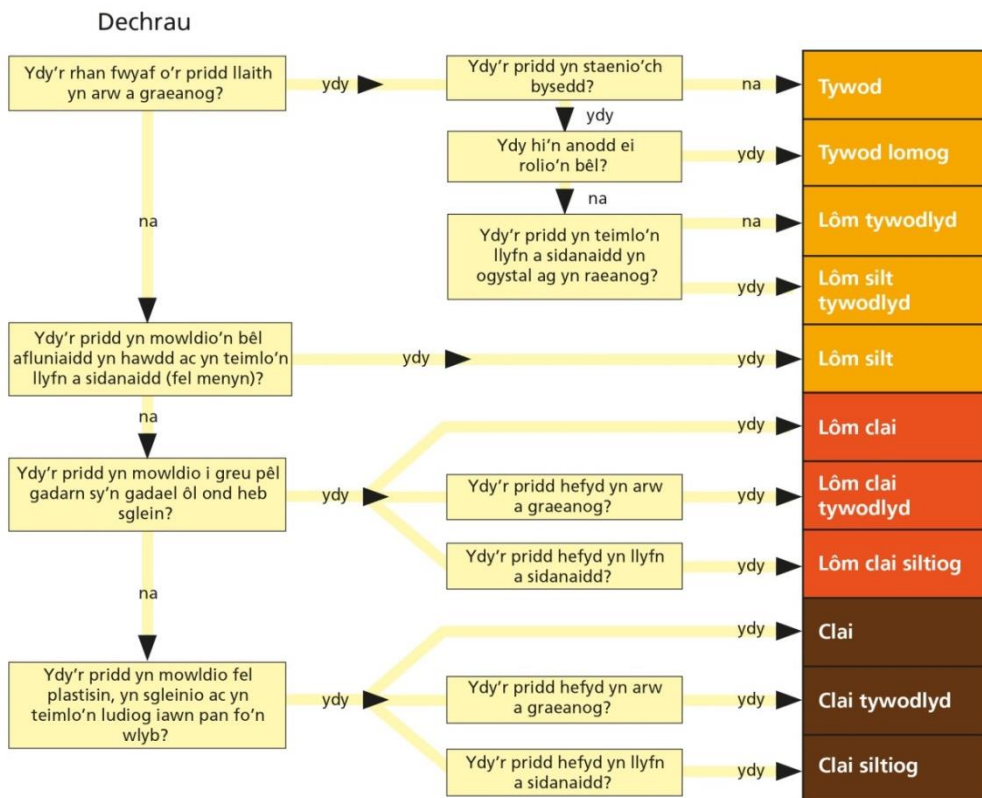 Dechrau
Ydy'r rhan fwyaf o'r pridd llaith
yn arw a graeanog?
ydy
Ydy'r pridd yn staenio'ch
bysedd?
na
Tywod
ydy
Ydy hi'n anodd ei
rolio'n bêl?
ydy
Tywod lomog
na
na
Ydy'r pridd yn teimlo'n
llyfn a sidanaidd yn
ogystal ag yn raeanog?
na
Lôm tywodlyd
ydy
Lôm silt
tywodlyd
Ydy'r pridd yn mowldio'n bêl
afluniaidd yn hawdd ac yn teimlo'n
llyfn a sidanaidd (fel menyn)?
ydy
ydy
Lôm silt
na
ydy
Lôm clai
Ydy'r pridd yn mowldio i greu pêl
gadarn sy'n gadael ôl ond heb
sglein?
ydy
Ydy'r pridd hefyd yn arw
a graeanog?
ydy
Lôm clai
tywodlyd
Ydy'r pridd hefyd yn llyfn
a sidanaidd?
ydy
Lôm clai siltiog
na
ydy
Clai
Ydy'r pridd yn mowldio fel
plastisin, yn sgleinio ac yn
teimlo'n ludiog iawn pan fo'n
wlyb?
ydy
Ydy'r pridd hefyd yn arw
a graeanog?
ydy
Clai tywodlyd
Ydy'r pridd hefyd yn llyfn
a sidanaidd?
ydy
Clai siltiog